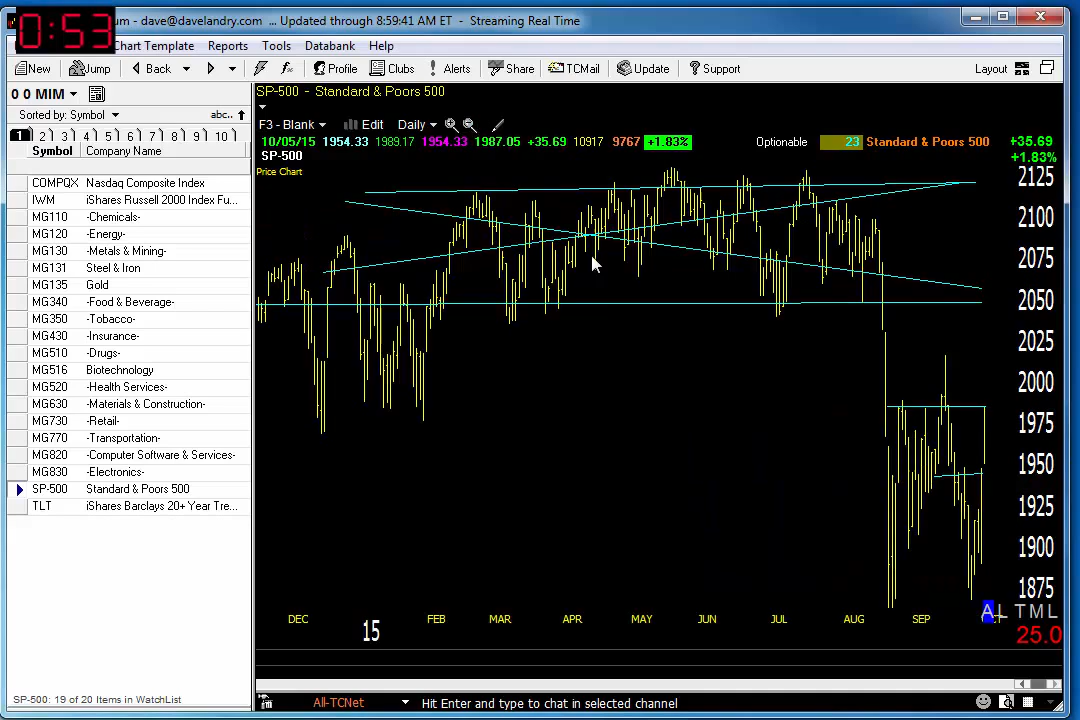 0:53
um - dave@davelandry.com ... Updated through 8:59:41 AM ET - Streaming Real Time
Chart Template Reports Tools Databank Help
New Jump Back Profile Clubs Alerts Share TCMail Update Support Layout
0 0 MIM
SP-500 - Standard & Poors 500
Sorted by: Symbol abc..
F3 - Blank Edit Daily
1 2 3 4 5 6 7 8 9 10
10/05/15 1954.33 1989.17 1954.33 1987.05 +35.69 10917 9767 +1.83% Optionable 23 Standard & Poors 500 +35.69
+1.83%
Symbol Company Name
SP-500
Price Chart
COMPQX Nasdaq Composite Index
IWM iShares Russell 2000 Index Fu...
MG110 -Chemicals-
MG120 -Energy-
MG130 -Metals & Mining-
MG131 Steel & Iron
MG135 Gold
MG340 -Food & Beverage-
MG350 -Tobacco-
MG430 -Insurance-
MG510 -Drugs-
MG516 Biotechnology
MG520 -Health Services-
MG630 -Materials & Construction-
MG730 -Retail-
MG770 -Transportation-
MG820 -Computer Software & Services-
MG830 -Electronics-
SP-500 Standard & Poors 500
TLT iShares Barclays 20+ Year Tre...
2125
2100
2075
2050
2025
2000
1975
1950
1925
1900
1875
A L T M L
DEC 15 FEB MAR APR MAY JUN JUL AUG SEP
25.0
SP-500: 19 of 20 Items in WatchList
All-TCNet Hit Enter and type to chat in selected channel